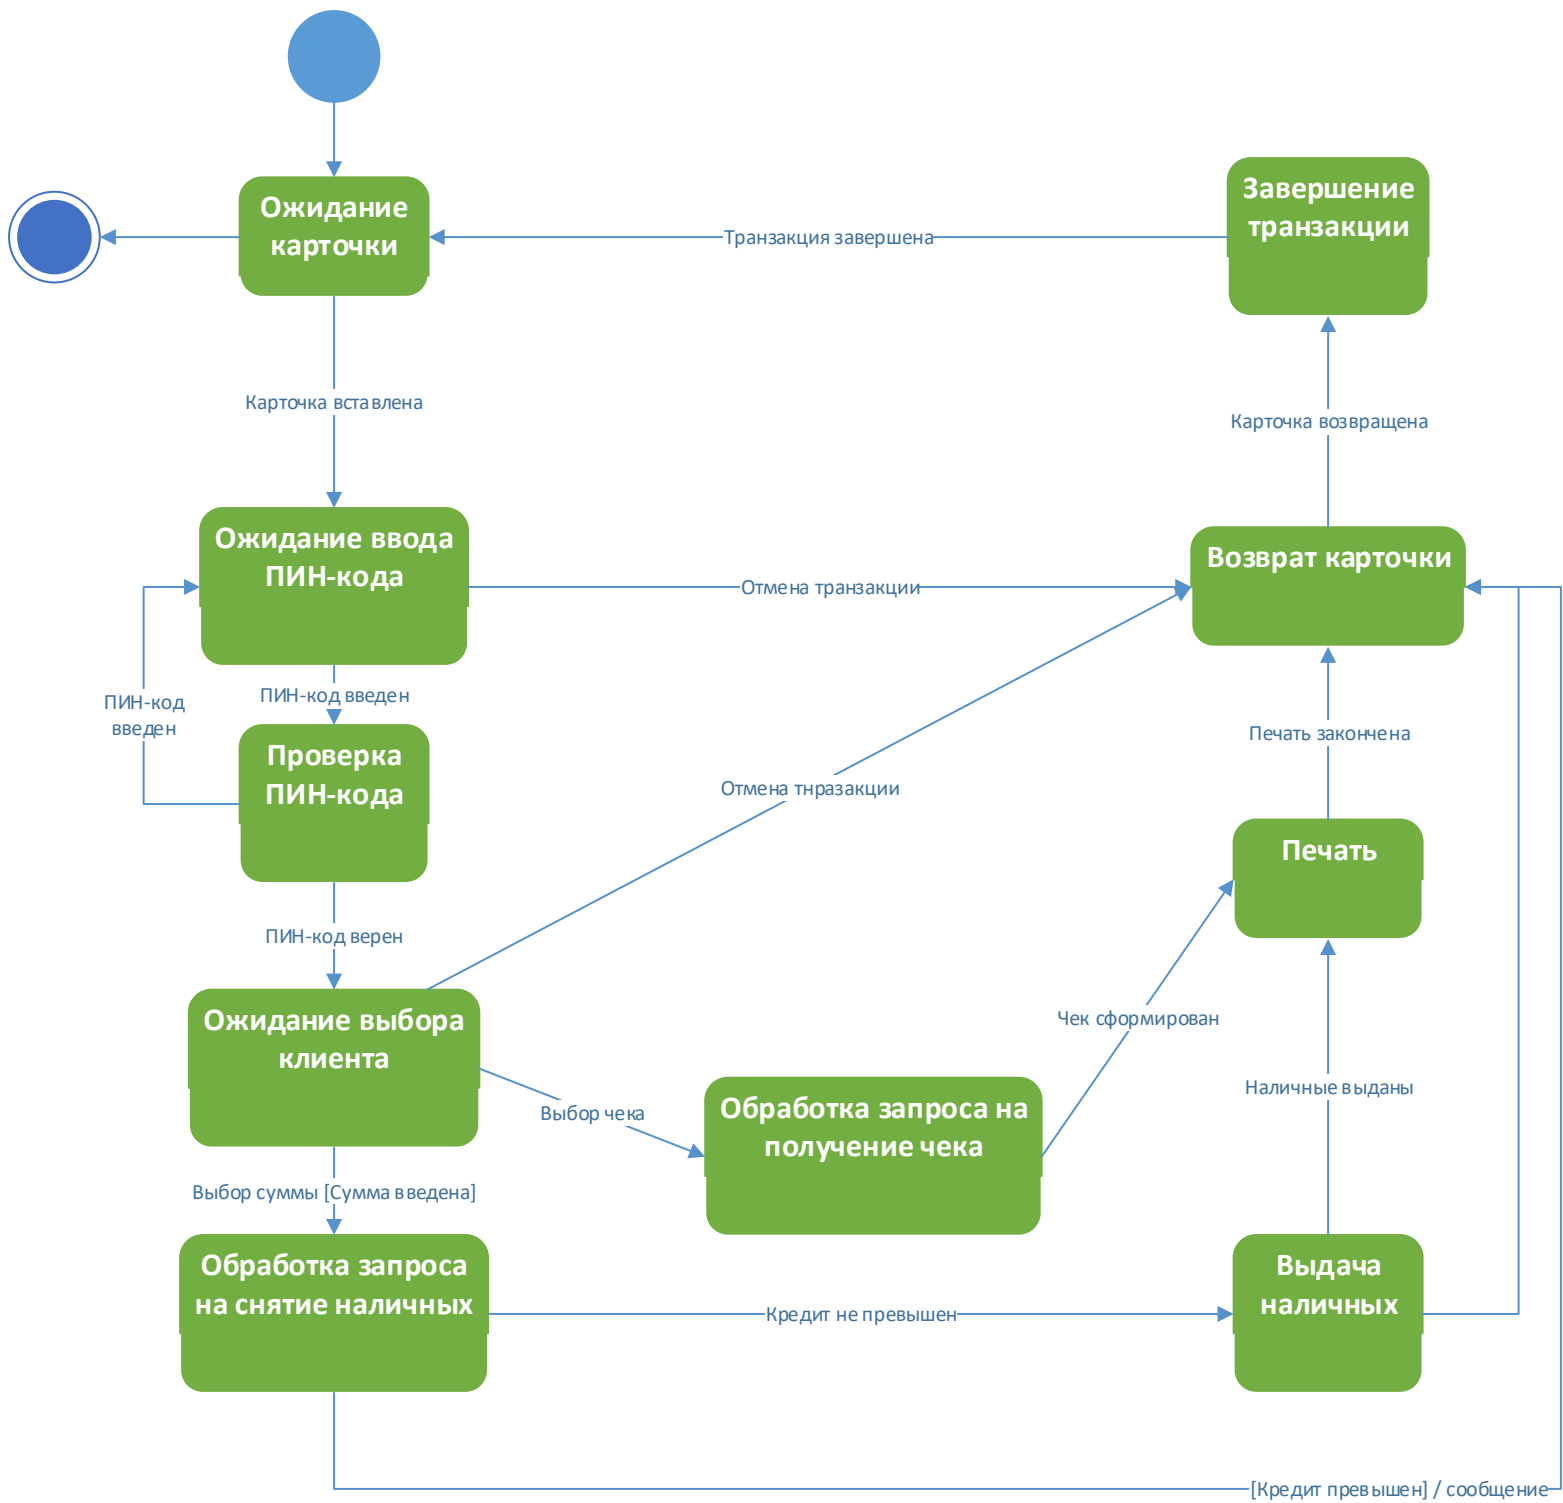 Ожидание
карточки
Завершение
транзакции
Транзакция завершена
Карточка вставлена
Карточка возвращена
Ожидание ввода
ПИН-кода
Отмена транзакции
Возврат карточки
ПИН-код введен
ПИН-код
введен
Проверка
ПИН-кода
Печать закончена
Отмена тнразакции
Печать
ПИН-код верен
Ожидание выбора
клиента
Чек сформирован
Выбор чека
Обработка запроса на
получение чека
Наличные выданы
Выбор суммы [Сумма введена]
Обработка запроса
на снятие наличных
Кредит не превышен
Выдача
наличных
[Кредит превышен] / сообщение